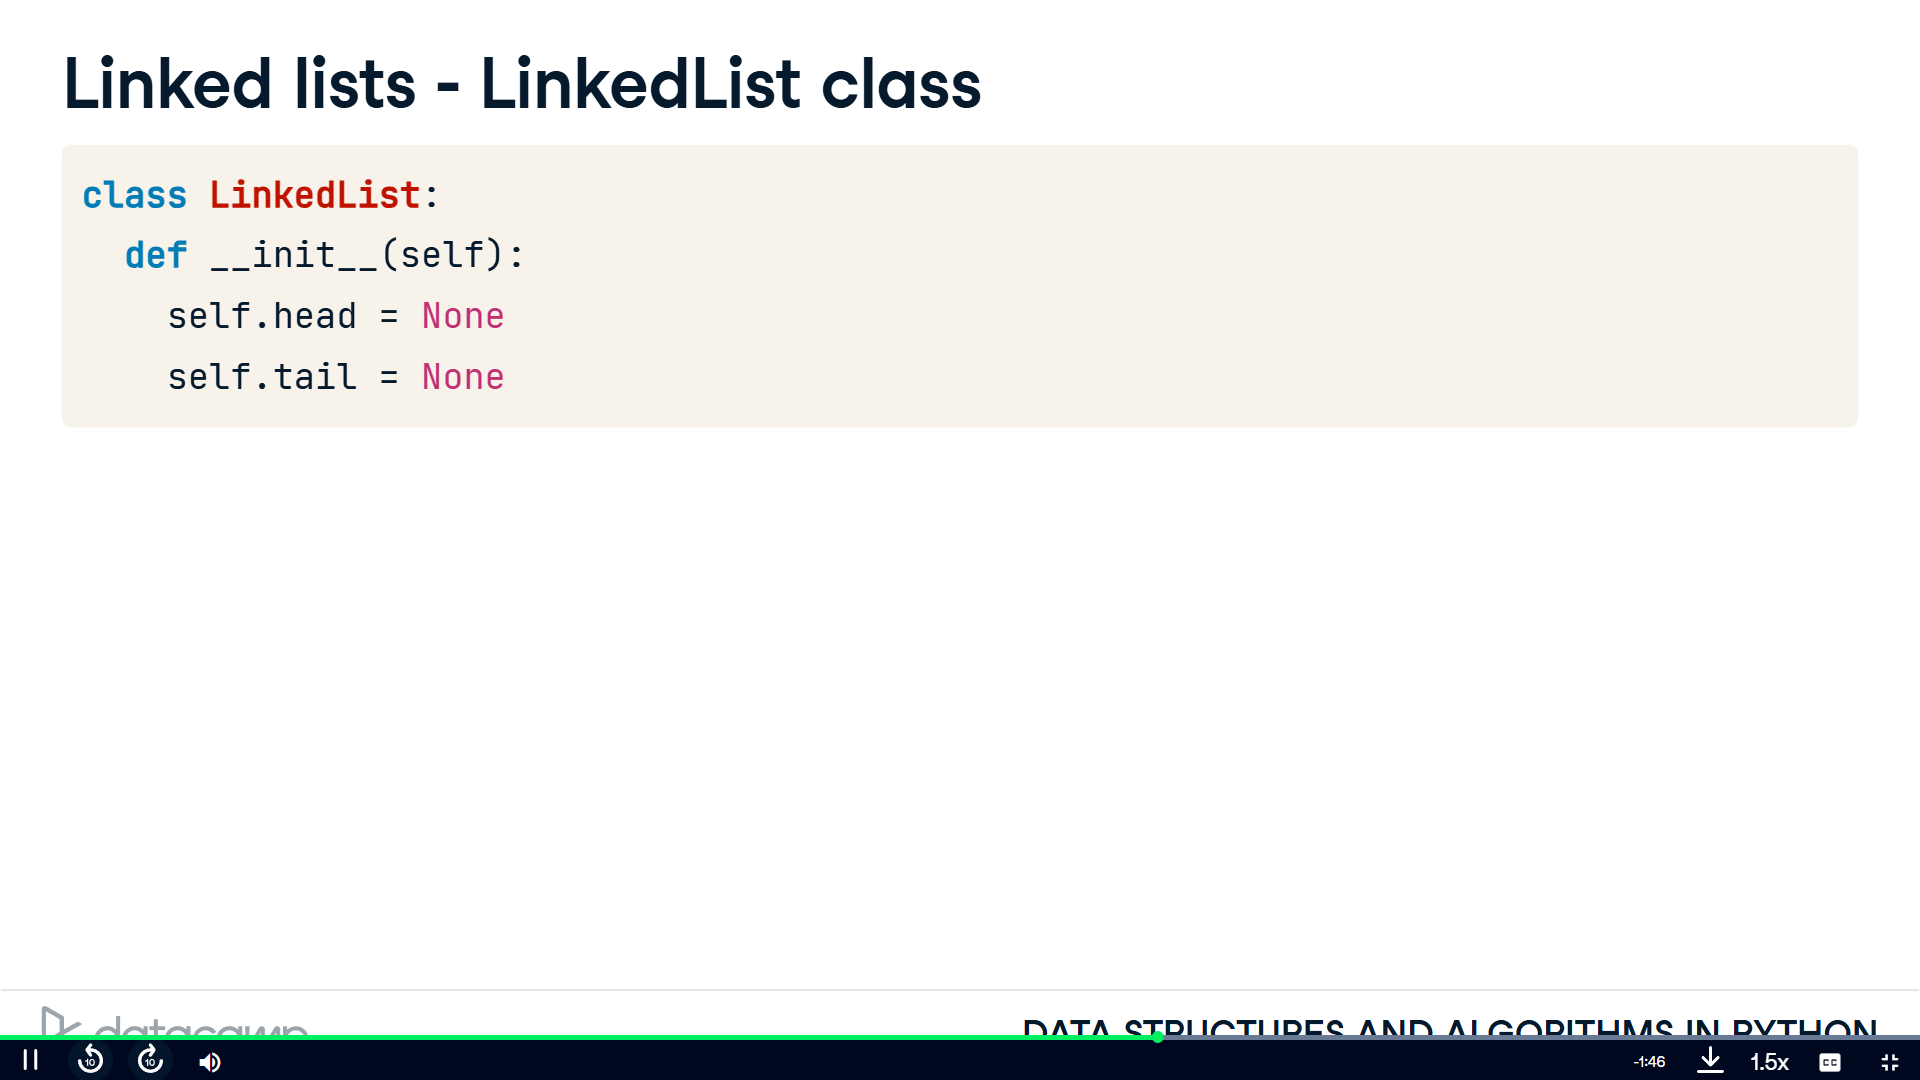 Linked lists - LinkedList class
class LinkedList:
  def __init__(self):
    self.head = None
    self.tail = None
datacamp
DATA STRUCTURES AND ALGORITHMS IN PYTHON
10
10
-1:46
1.5x
CC